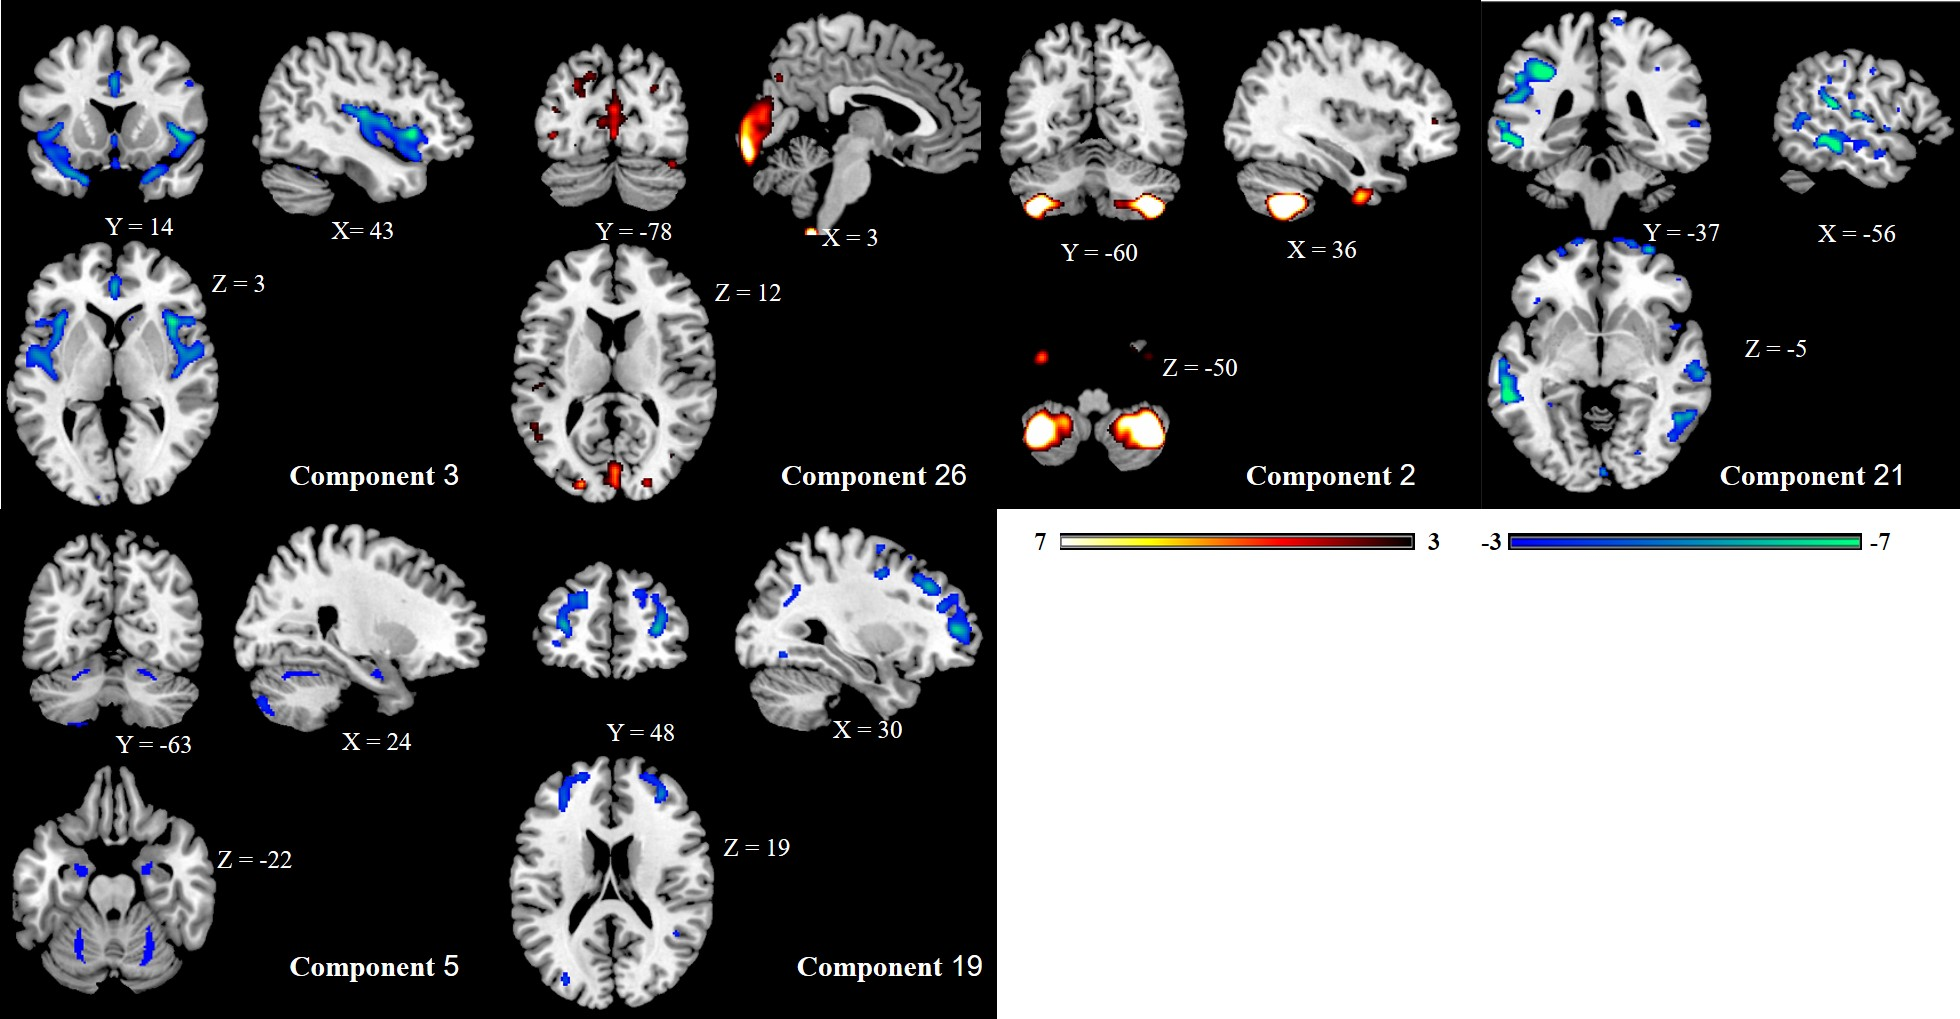 Y = 14
X= 43
Z = 3
Component 3
Y = -78
X = 3
Z = 12
Component 26
Y = -60
X = 36
Z = -50
Component 2
Y = -37
X = -56
Z = -5
Component 21
Y = -63
X = 24
Z = -22
Component 5
Y = 48
X = 30
Z = 19
Component 19
7 3
-3 -7